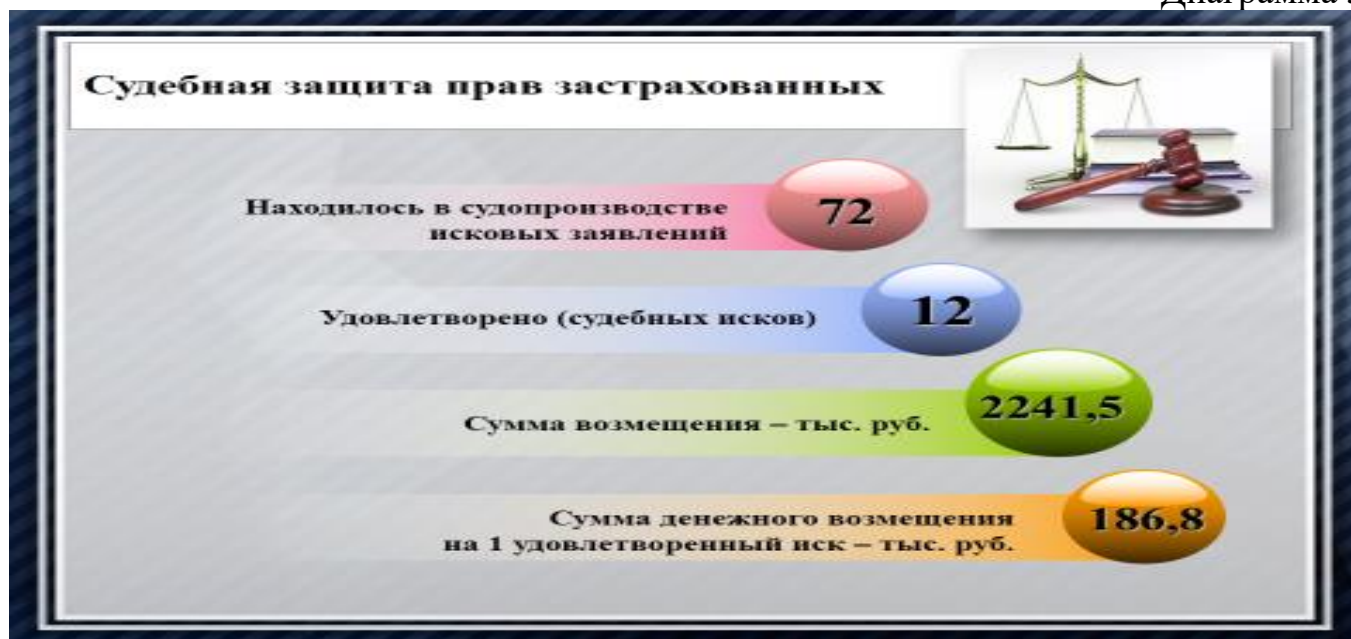 Диаграмма
Судебная защита прав застрахованных
Находилось в судопроизводстве
исковых заявлений
72
Удовлетворено (судебных исков)
12
Сумма возмещения – тыс. руб.
2241,5
Сумма денежного возмещения
на 1 удовлетворенный иск – тыс. руб.
186,8